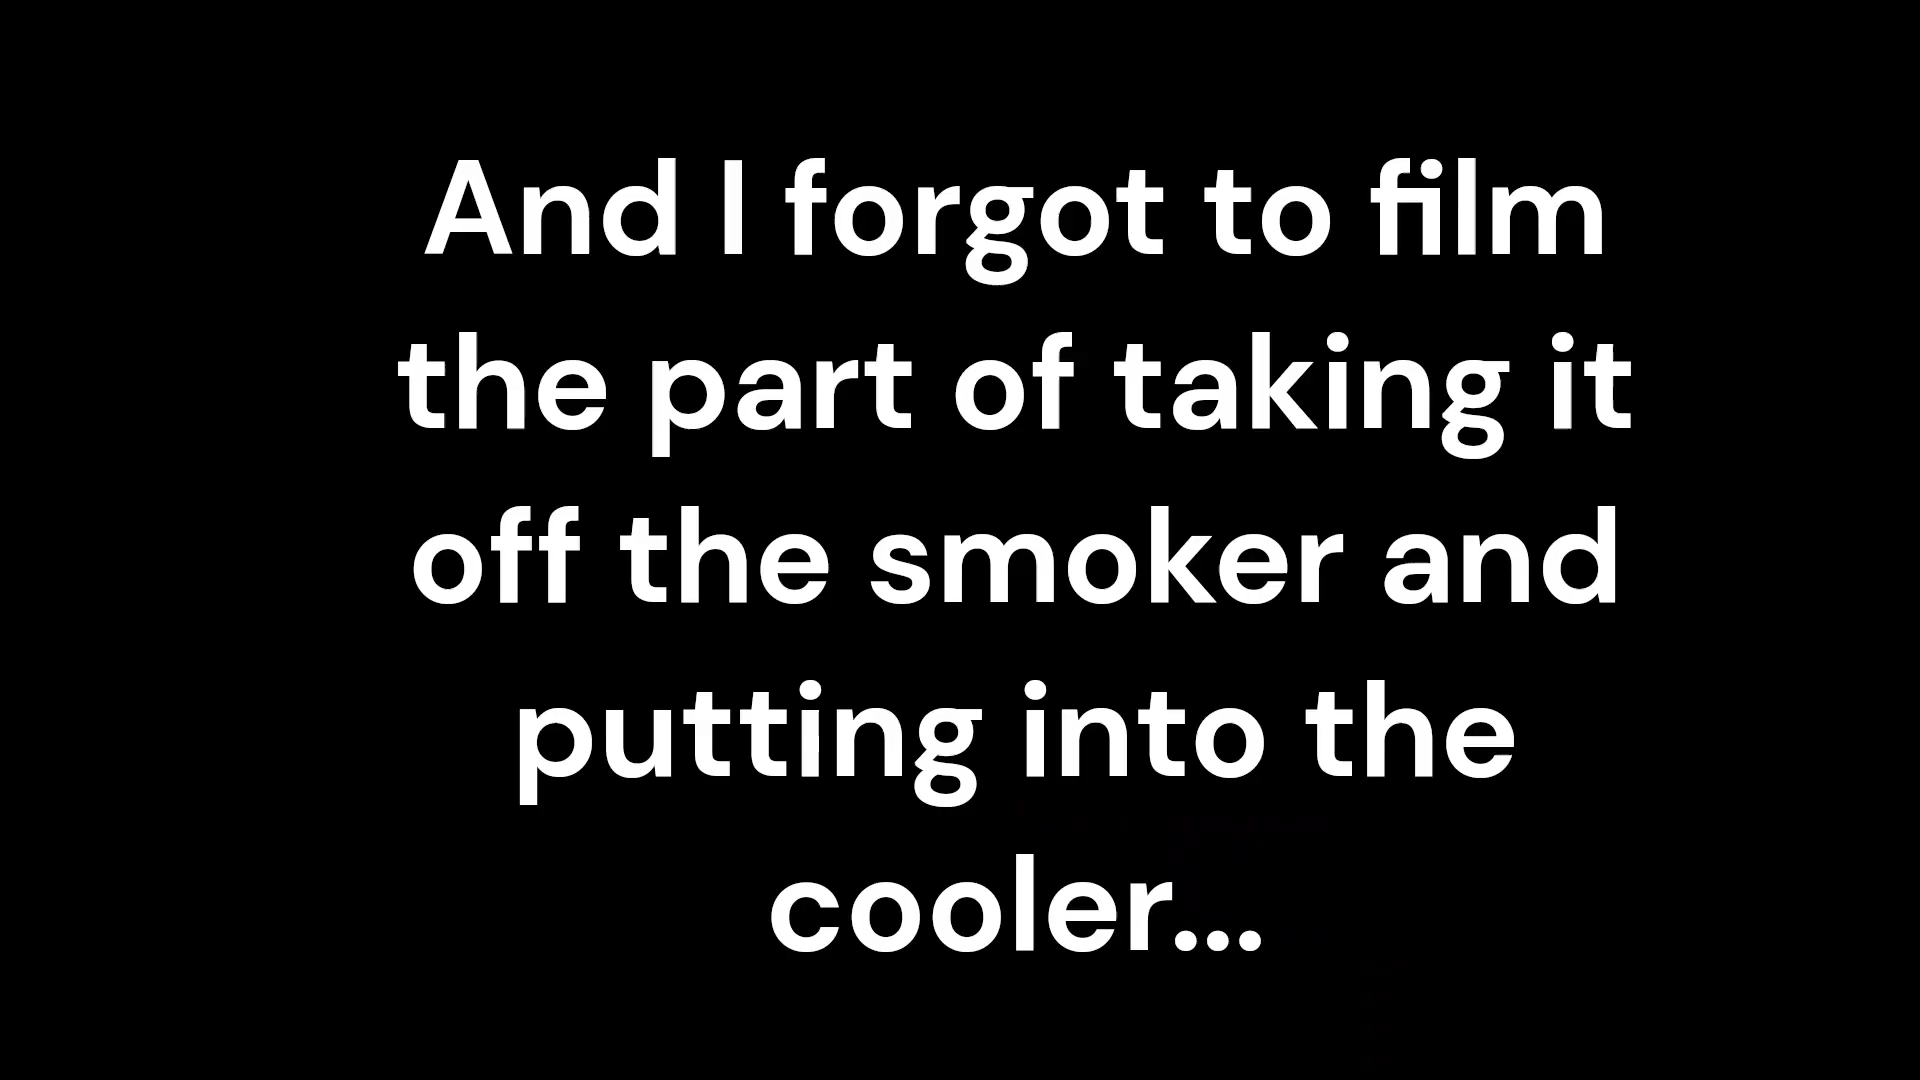 And I forgot to film
the part of taking it
off the smoker and
putting into the
cooler...